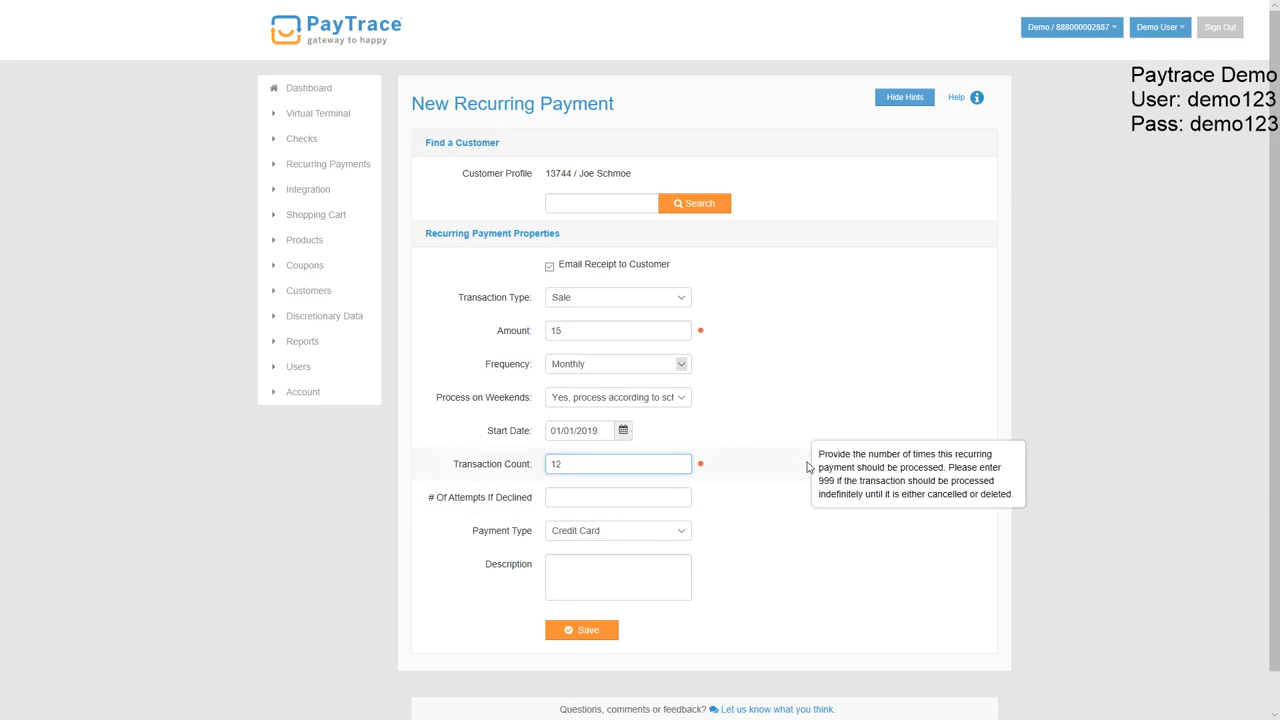 PayTrace
gateway to happy
Demo / 888000002887
Demo User
Sign Out
Paytrace Demo
User: demo123
Pass: demo123
Dashboard
Virtual Terminal
Checks
Recurring Payments
Integration
Shopping Cart
Products
Coupons
Customers
Discretionary Data
Reports
Users
Account
New Recurring Payment
Hide Hints
Help
Find a Customer
Customer Profile 13744 / Joe Schmoe
Search
Recurring Payment Properties
Email Receipt to Customer
Transaction Type: Sale
Amount: 15
Frequency: Monthly
Process on Weekends: Yes, process according to sch
Start Date: 01/01/2019
Transaction Count: 12
Provide the number of times this recurring
payment should be processed. Please enter
999 if the transaction should be processed
indefinitely until it is either cancelled or deleted.
# Of Attempts If Declined
Payment Type Credit Card
Description
Save
Questions, comments or feedback? Let us know what you think.